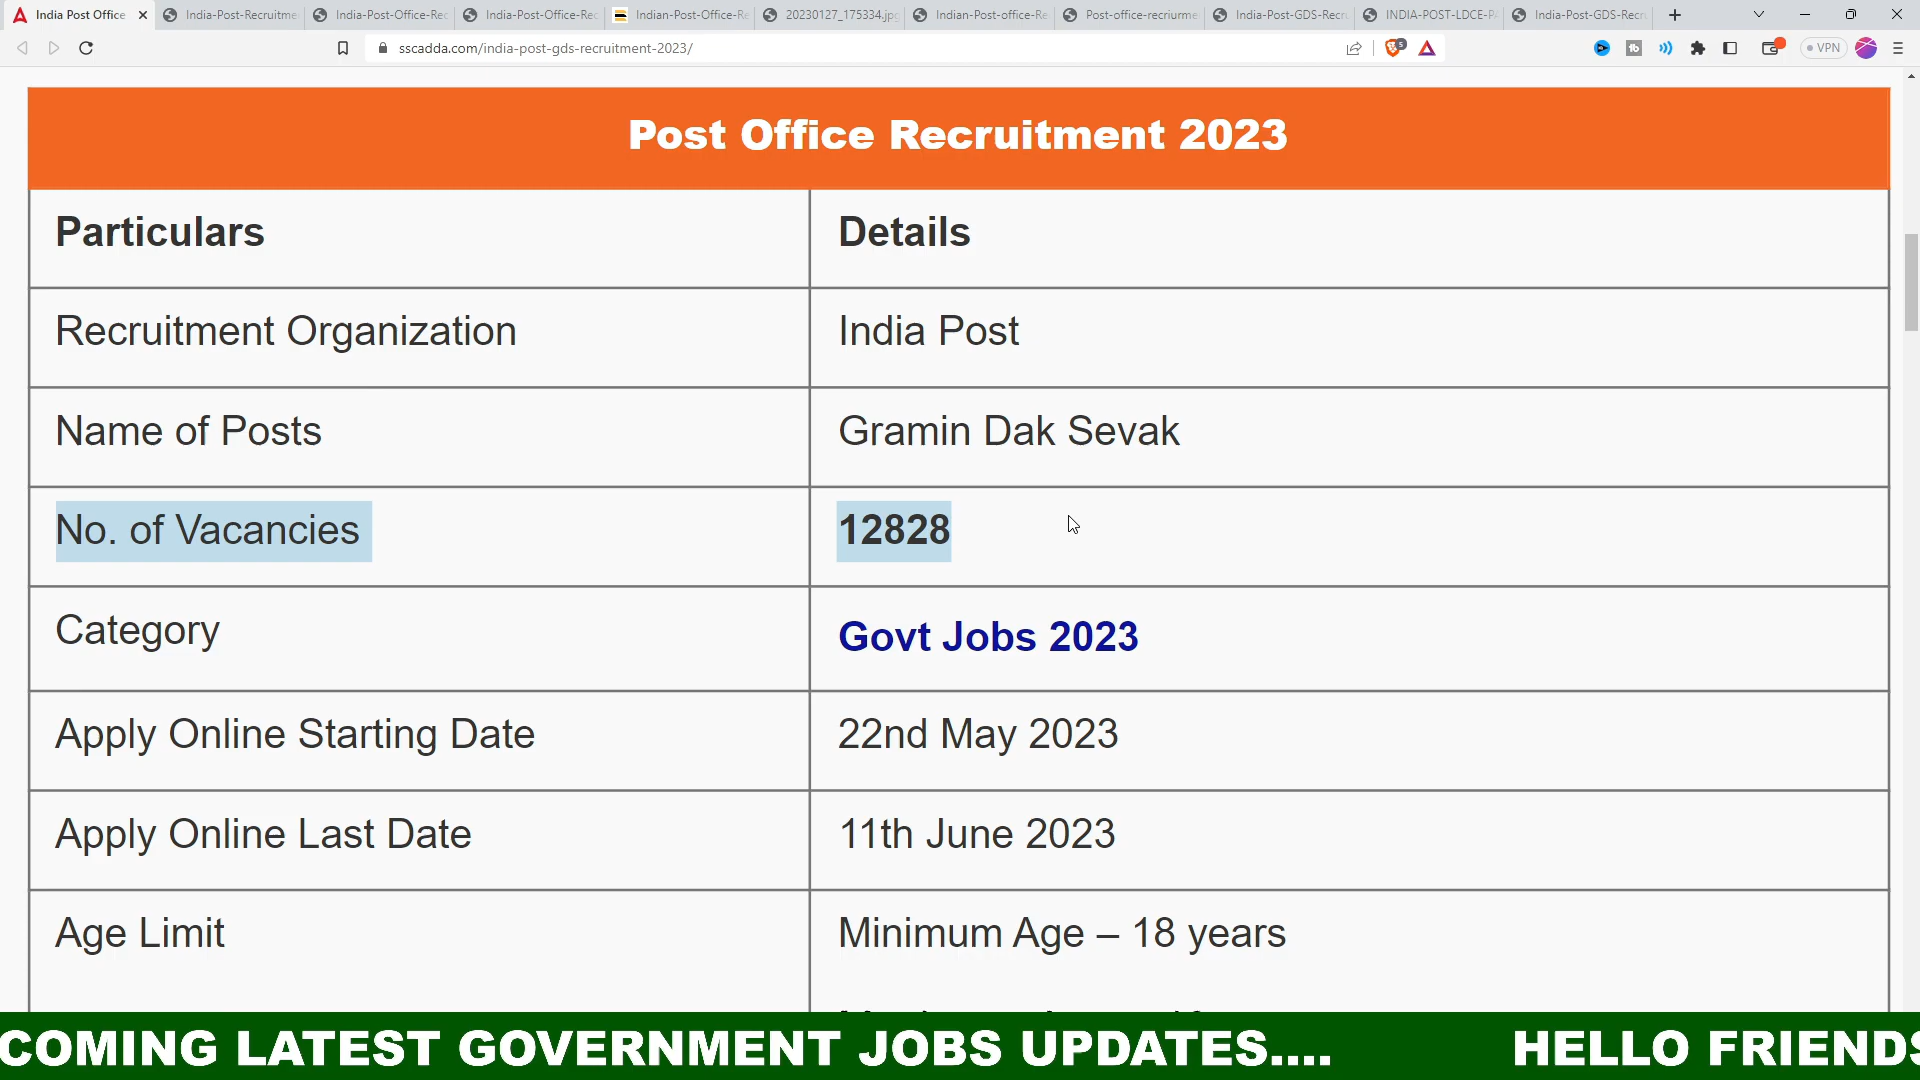 India Post Office
India-Post-Recruitme
India-Post-Office-Rec
India-Post-Office-Rec
Indian-Post-Office-Re
20230127_175334.jpg
Indian-Post-office-Re
Post-office-recriurme
India-Post-GDS-Recru
INDIA-POST-LDCE-PA
India-Post-GDS-Recru
sscadda.com/india-post-gds-recruitment-2023/
VPN
Post Office Recruitment 2023
Particulars Details
Recruitment Organization India Post
Name of Posts Gramin Dak Sevak
No. of Vacancies 12828
Category Govt Jobs 2023
Apply Online Starting Date 22nd May 2023
Apply Online Last Date 11th June 2023
Age Limit Minimum Age – 18 years
COMING LATEST GOVERNMENT JOBS UPDATES.... HELLO FRIENDS